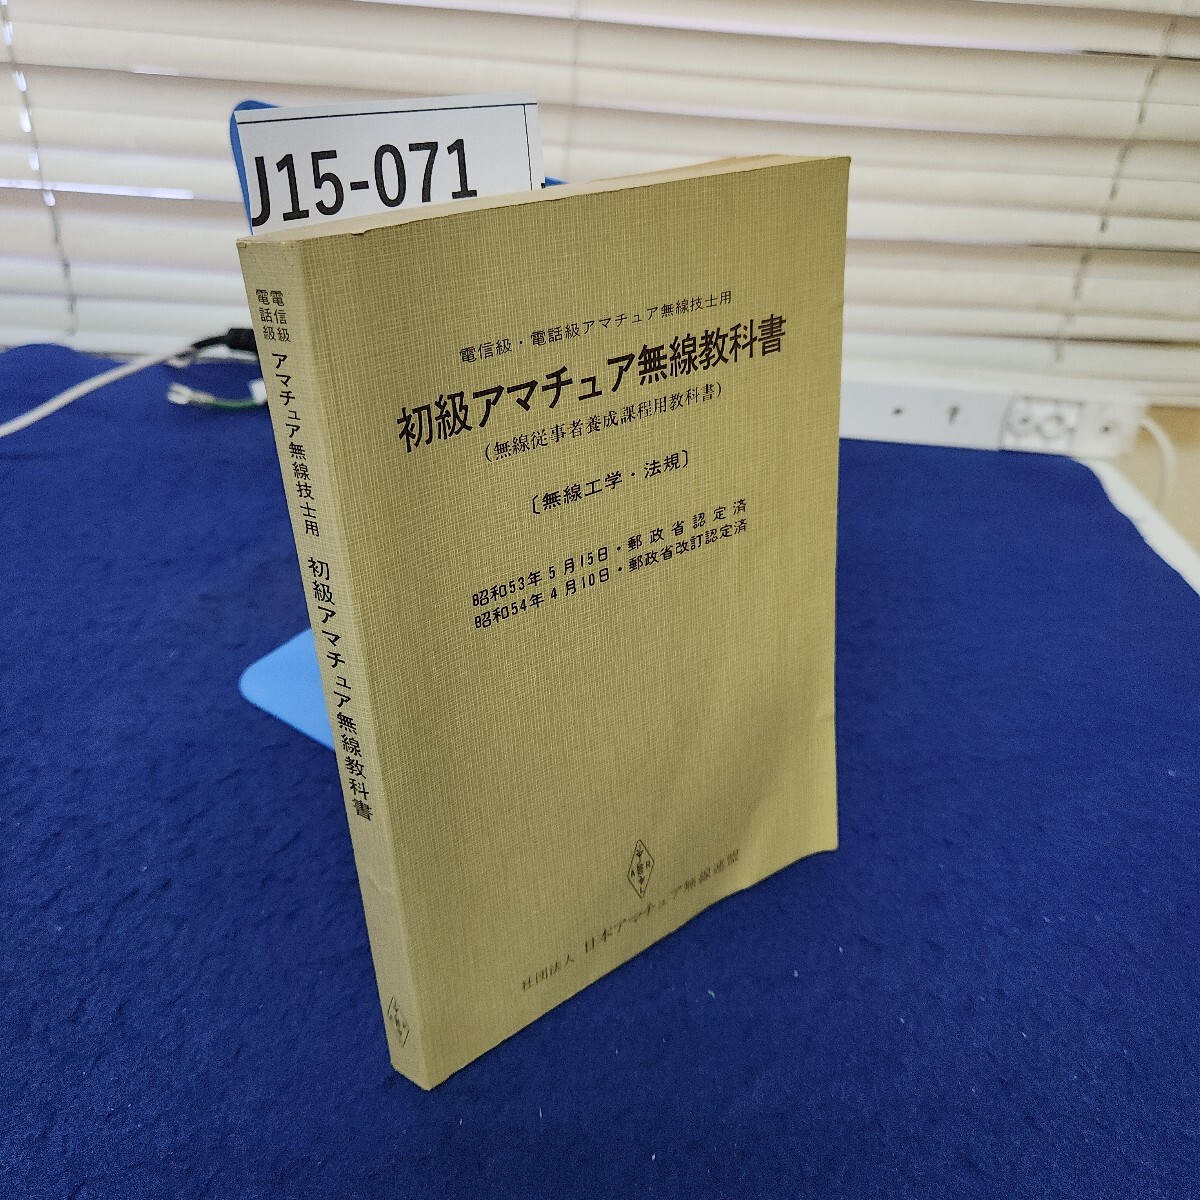 J15-071
電信級・電話級アマチュア無線技士用
初級アマチュア無線教科書
(無線従事者養成課程用教科書)
〔無線工学・法規〕
昭和53年5月15日・郵政省認定済
昭和54年4月10日・郵政省改訂認定済
社団法人 日本アマチュア無線連盟
電信級
電話級
アマチュア無線技士用
初級アマチュア無線教科書